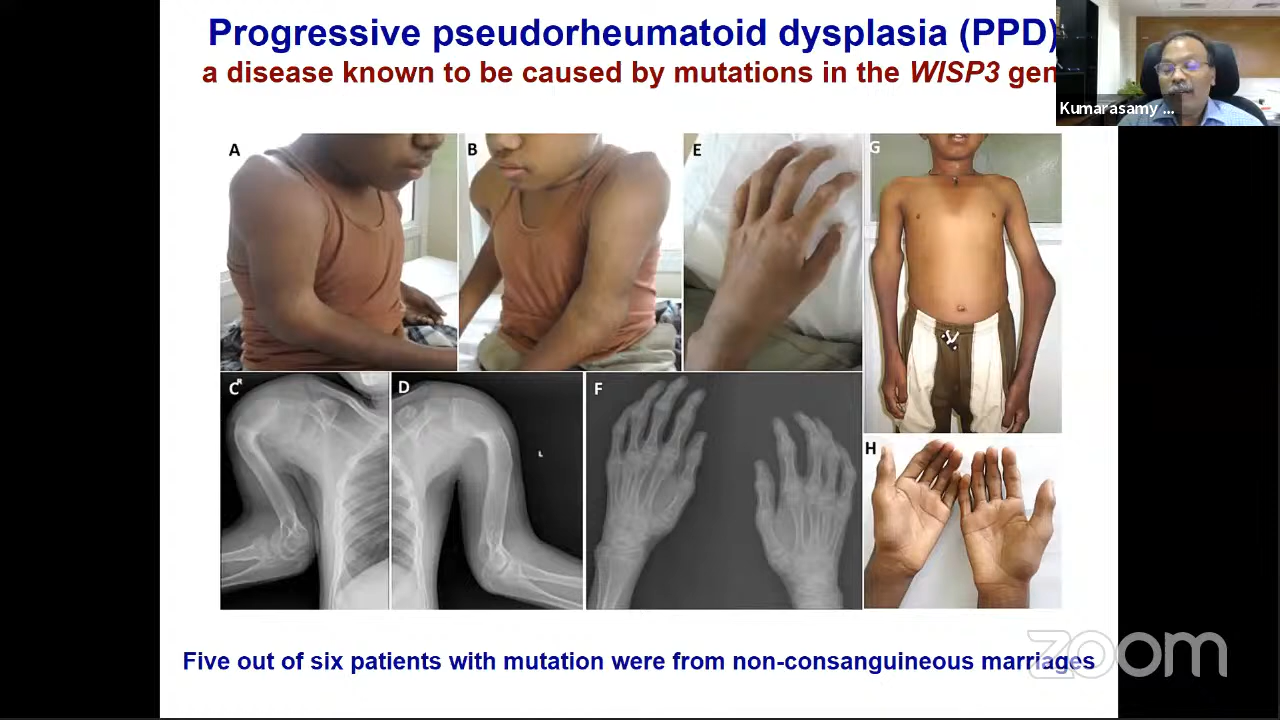 Progressive pseudorheumatoid dysplasia (PPD)
a disease known to be caused by mutations in the WISP3 gen
Kumarasamy ...
A
B
E
G
C
R
D
F
L
H
Five out of six patients with mutation were from non-consanguineous marriages
zoom